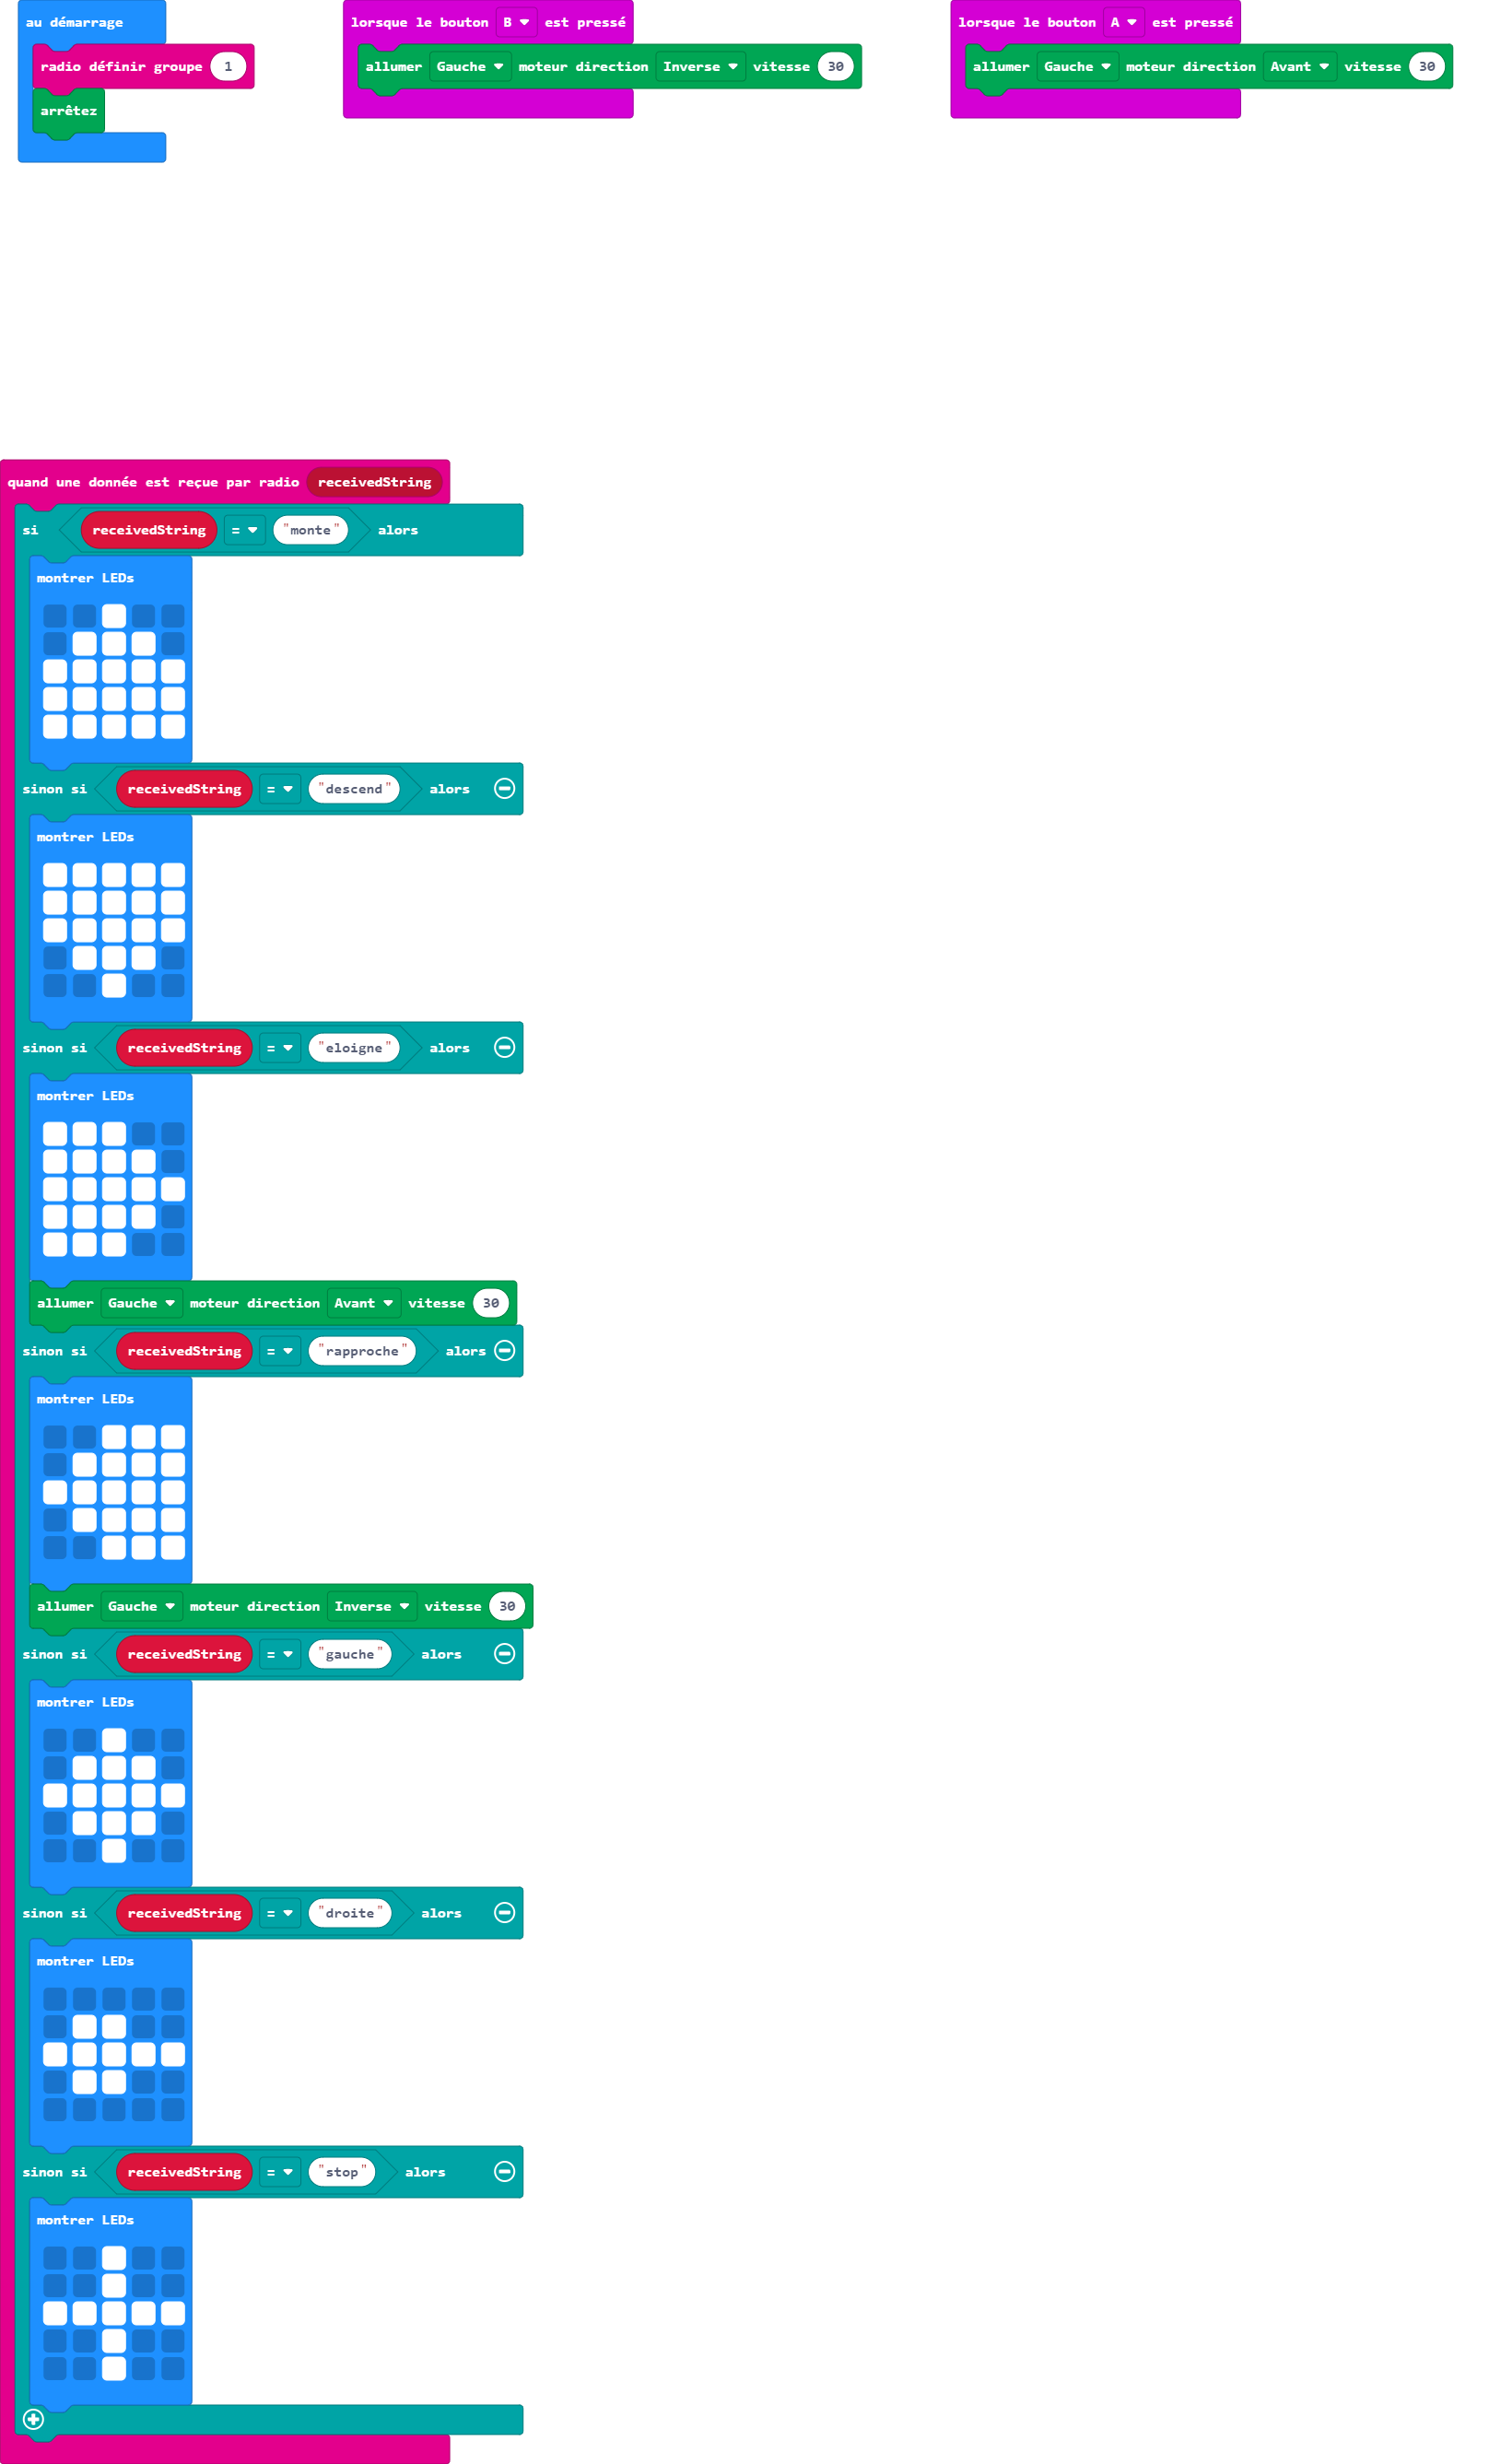 au démarrage
radio définir groupe 1
arrêtez
lorsque le bouton B est pressé
allumer Gauche moteur direction Inverse vitesse 30
lorsque le bouton A est pressé
allumer Gauche moteur direction Avant vitesse 30
quand une donnée est reçue par radio receivedString
si receivedString = "monte" alors
montrer LEDs
sinon si receivedString = "descend" alors
montrer LEDs
sinon si receivedString = "eloigne" alors
montrer LEDs
allumer Gauche moteur direction Avant vitesse 30
sinon si receivedString = "rapproche" alors
montrer LEDs
allumer Gauche moteur direction Inverse vitesse 30
sinon si receivedString = "gauche" alors
montrer LEDs
sinon si receivedString = "droite" alors
montrer LEDs
sinon si receivedString = "stop" alors
montrer LEDs